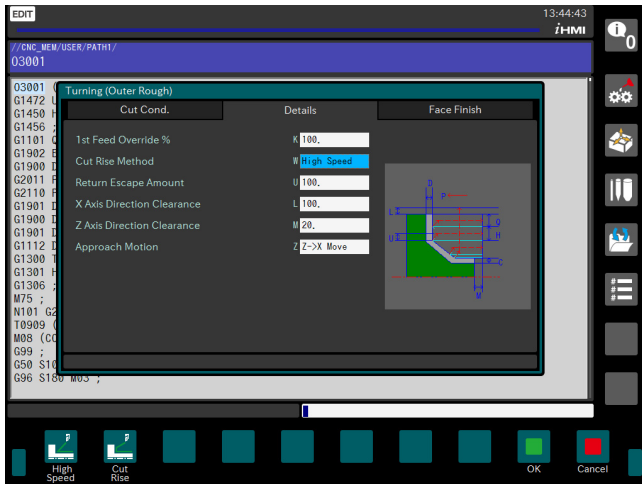 EDIT
13:44:43
iHMI
//CNC_MEM/USER/PATH1/
O3001
0
O3001 (
G1472 U
G1450 H
G1456 ;
G1101 Q
G1902 B
G1900 D
G2011 F
G2110 F
G1901 D
G1900 D
G1901 D
G1112 D
G1300 T
G1301 H
G1306 ;
M75 ;
N101 G2
T0909 (
M08 (CO
G99 ;
G50 S10
G96 S180 M03 ;
Turning (Outer Rough)
Cut Cond. Details Face Finish
1st Feed Override % K 100.
Cut Rise Method W High Speed
Return Escape Amount U 100.
X Axis Direction Clearance L 100.
Z Axis Direction Clearance M 20.
Approach Motion Z Z->X Move
D
P
L
Q
U
H
C
M
High Speed
Cut Rise
OK
Cancel